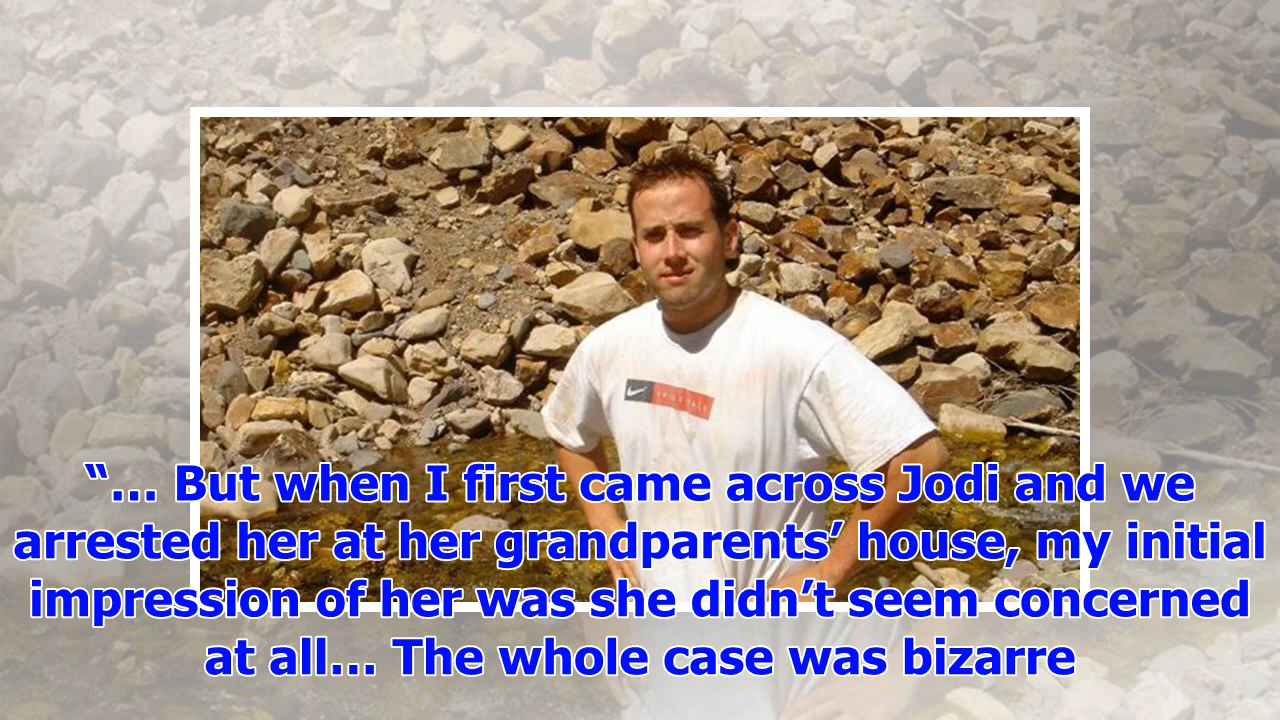 “... But when I first came across Jodi and we
arrested her at her grandparents’ house, my initial
impression of her was she didn’t seem concerned
at all... The whole case was bizarre